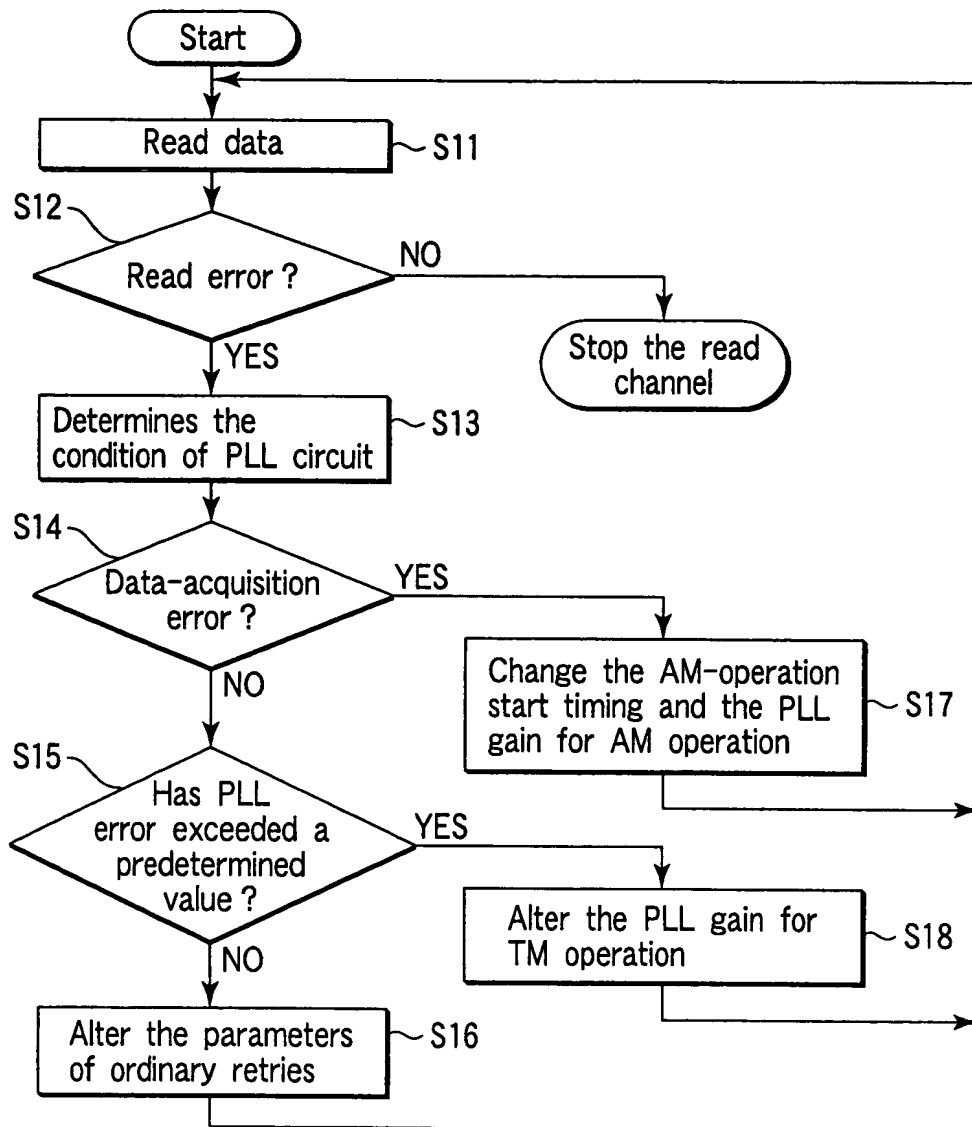 Start
Read data
S11
S12
Read error ?
NO
YES
Stop the read
channel
Determines the
condition of PLL circuit
S13
S14
Data-acquisition
error ?
YES
NO
Change the AM-operation
start timing and the PLL
gain for AM operation
S17
S15
Has PLL
error exceeded a
predetermined
value ?
YES
NO
Alter the PLL gain for
TM operation
S18
Alter the parameters
of ordinary retries
S16